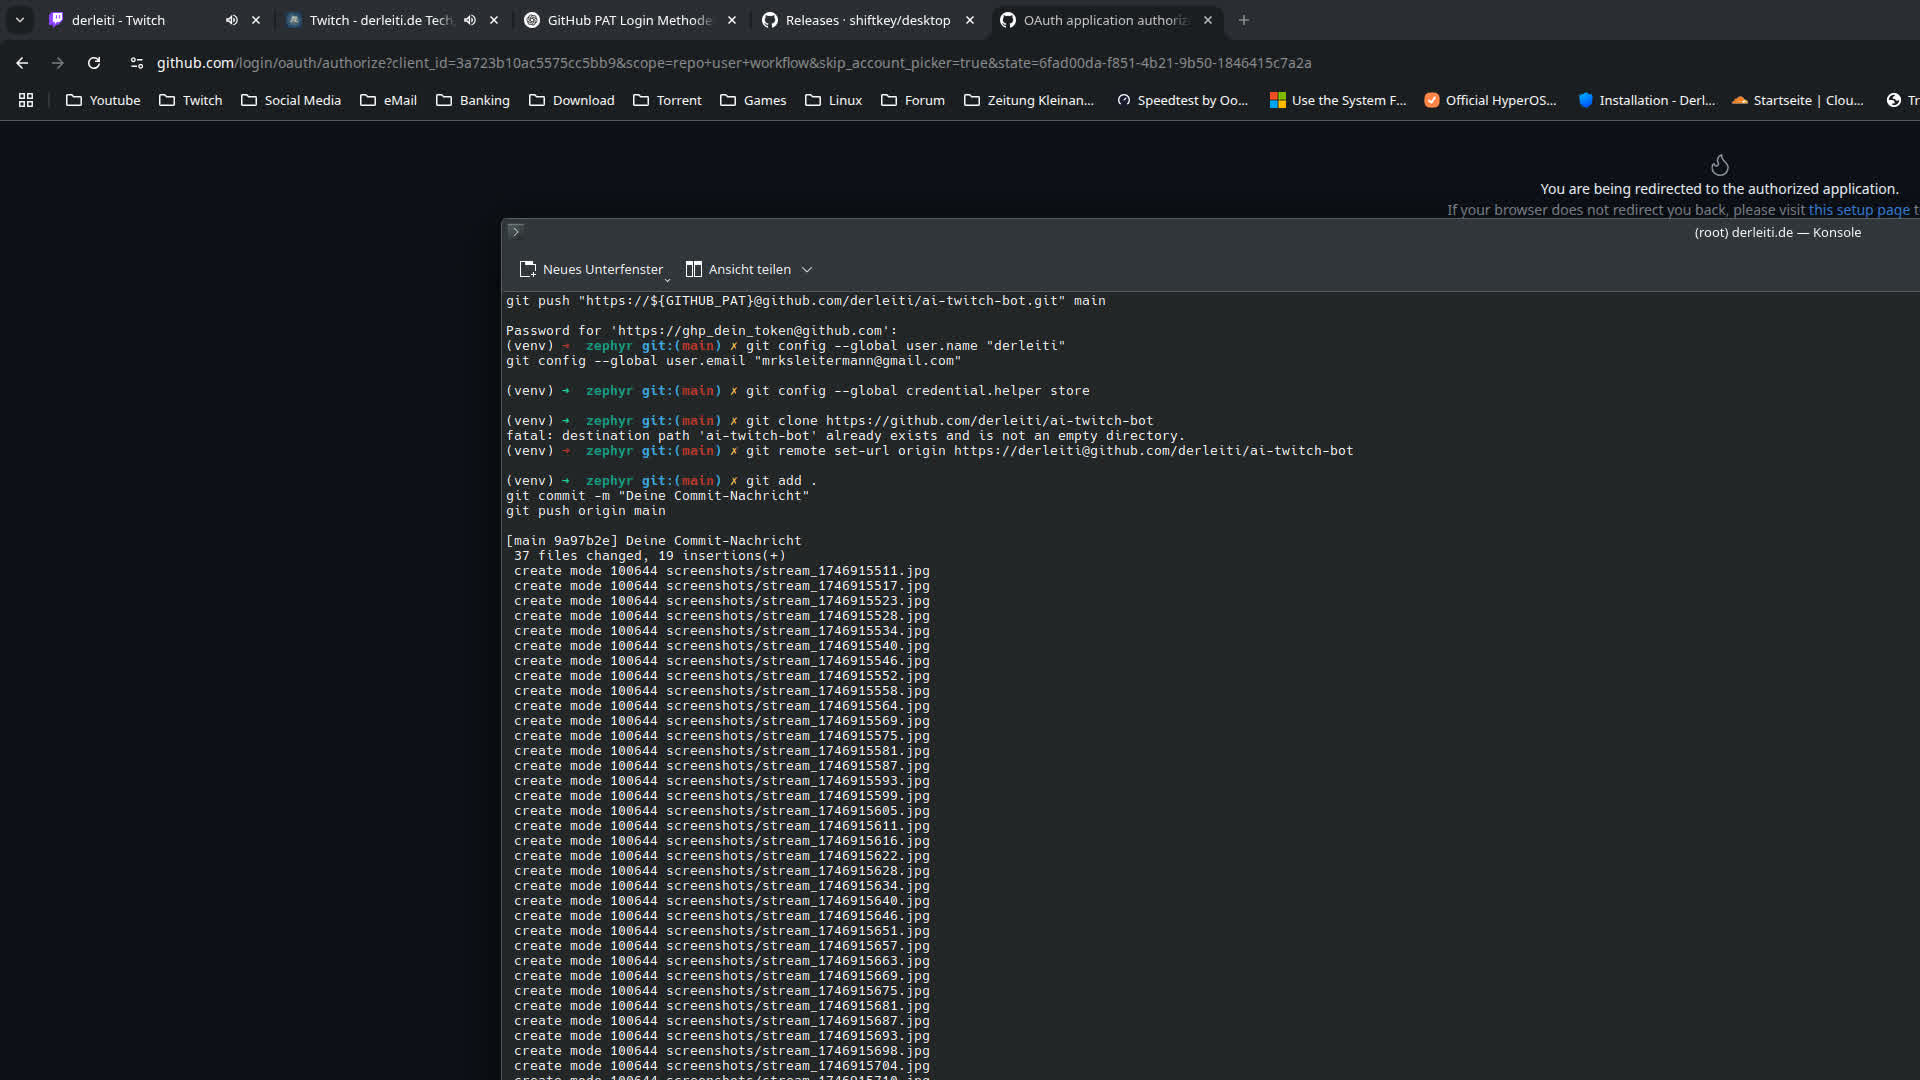 derleiti - Twitch
Twitch - derleiti.de Tech
GitHub PAT Login Methode
Releases · shiftkey/desktop
OAuth application authoriz
github.com/login/oauth/authorize?client_id=3a723b10ac5575cc5bb9&scope=repo+user+workflow&skip_account_picker=true&state=6fad00da-f851-4b21-9b50-1846415c7a2a
Youtube
Twitch
Social Media
eMail
Banking
Download
Torrent
Games
Linux
Forum
Zeitung Kleinan...
Speedtest by Oo...
Use the System F...
Official HyperOS...
Installation - Derl...
Startseite | Clou...
Tr
You are being redirected to the authorized application.
If your browser does not redirect you back, please visit this setup page t
(root) derleiti.de — Konsole
Neues Unterfenster
Ansicht teilen
git push "https://${GITHUB_PAT}@github.com/derleiti/ai-twitch-bot.git" main
Password for 'https://ghp_dein_token@github.com':
(venv) ➜  zephyr git:(main) ✗ git config --global user.name "derleiti"
git config --global user.email "mrksleitermann@gmail.com"
(venv) ➜  zephyr git:(main) ✗ git config --global credential.helper store
(venv) ➜  zephyr git:(main) ✗ git clone https://github.com/derleiti/ai-twitch-bot
fatal: destination path 'ai-twitch-bot' already exists and is not an empty directory.
(venv) ➜  zephyr git:(main) ✗ git remote set-url origin https://derleiti@github.com/derleiti/ai-twitch-bot
(venv) ➜  zephyr git:(main) ✗ git add .
git commit -m "Deine Commit-Nachricht"
git push origin main
[main 9a97b2e] Deine Commit-Nachricht
37 files changed, 19 insertions(+)
create mode 100644 screenshots/stream_1746915511.jpg
create mode 100644 screenshots/stream_1746915517.jpg
create mode 100644 screenshots/stream_1746915523.jpg
create mode 100644 screenshots/stream_1746915528.jpg
create mode 100644 screenshots/stream_1746915534.jpg
create mode 100644 screenshots/stream_1746915540.jpg
create mode 100644 screenshots/stream_1746915546.jpg
create mode 100644 screenshots/stream_1746915552.jpg
create mode 100644 screenshots/stream_1746915558.jpg
create mode 100644 screenshots/stream_1746915564.jpg
create mode 100644 screenshots/stream_1746915569.jpg
create mode 100644 screenshots/stream_1746915575.jpg
create mode 100644 screenshots/stream_1746915581.jpg
create mode 100644 screenshots/stream_1746915587.jpg
create mode 100644 screenshots/stream_1746915593.jpg
create mode 100644 screenshots/stream_1746915599.jpg
create mode 100644 screenshots/stream_1746915605.jpg
create mode 100644 screenshots/stream_1746915611.jpg
create mode 100644 screenshots/stream_1746915616.jpg
create mode 100644 screenshots/stream_1746915622.jpg
create mode 100644 screenshots/stream_1746915628.jpg
create mode 100644 screenshots/stream_1746915634.jpg
create mode 100644 screenshots/stream_1746915640.jpg
create mode 100644 screenshots/stream_1746915646.jpg
create mode 100644 screenshots/stream_1746915651.jpg
create mode 100644 screenshots/stream_1746915657.jpg
create mode 100644 screenshots/stream_1746915663.jpg
create mode 100644 screenshots/stream_1746915669.jpg
create mode 100644 screenshots/stream_1746915675.jpg
create mode 100644 screenshots/stream_1746915681.jpg
create mode 100644 screenshots/stream_1746915687.jpg
create mode 100644 screenshots/stream_1746915693.jpg
create mode 100644 screenshots/stream_1746915698.jpg
create mode 100644 screenshots/stream_1746915704.jpg